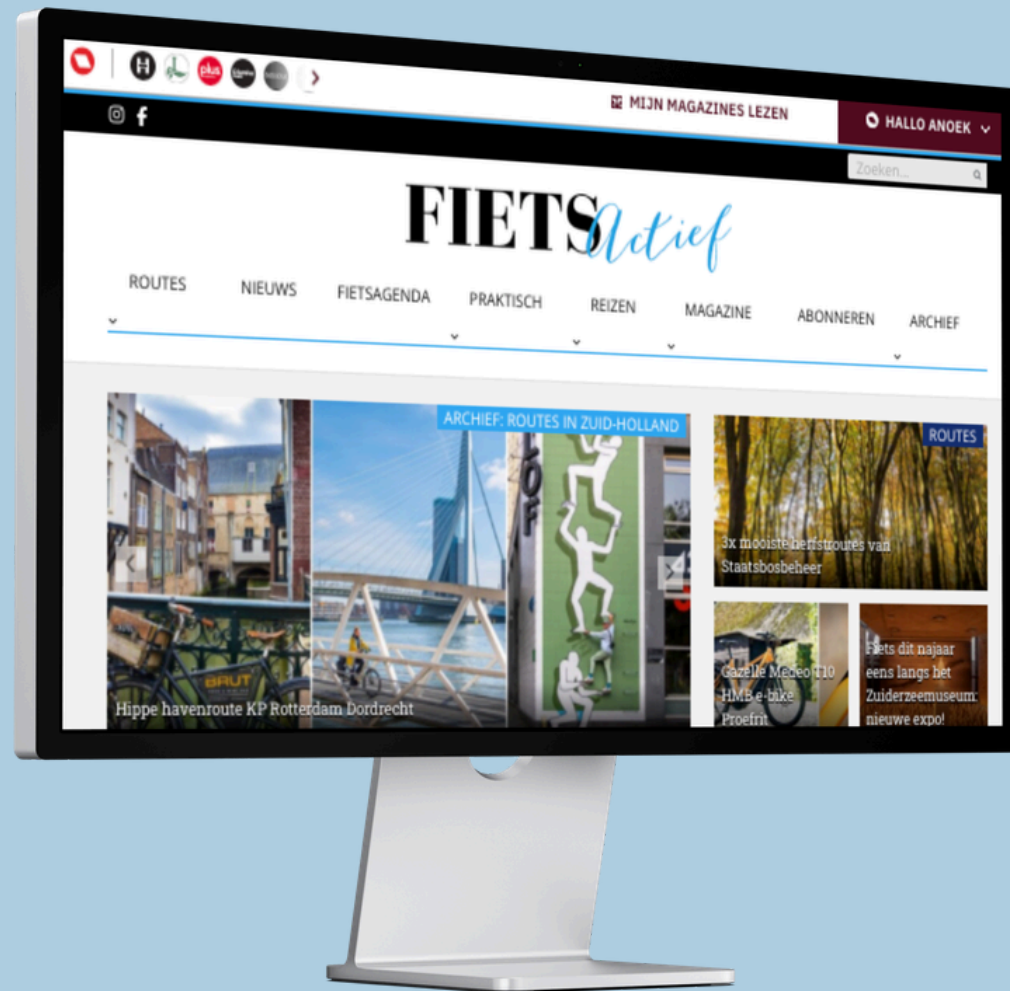 H
plus
MIJN MAGAZINES LEZEN
HALLO ANOEK
Zoeken...
FIETS Actief
ROUTES
NIEUWS
FIETSAGENDA
PRAKTISCH
REIZEN
MAGAZINE
ABONNEREN
ARCHIEF
ARCHIEF: ROUTES IN ZUID-HOLLAND
LOF
BRUT
Hippe havenroute KP Rotterdam Dordrecht
ROUTES
3x mooiste herfstroutes van
Staatsbosbeheer
Gazelle Medeo T10
HMB e-bike
Proefrit
Fiets dit najaar
eens langs het
Zuiderzeemuseum:
nieuwe expo!